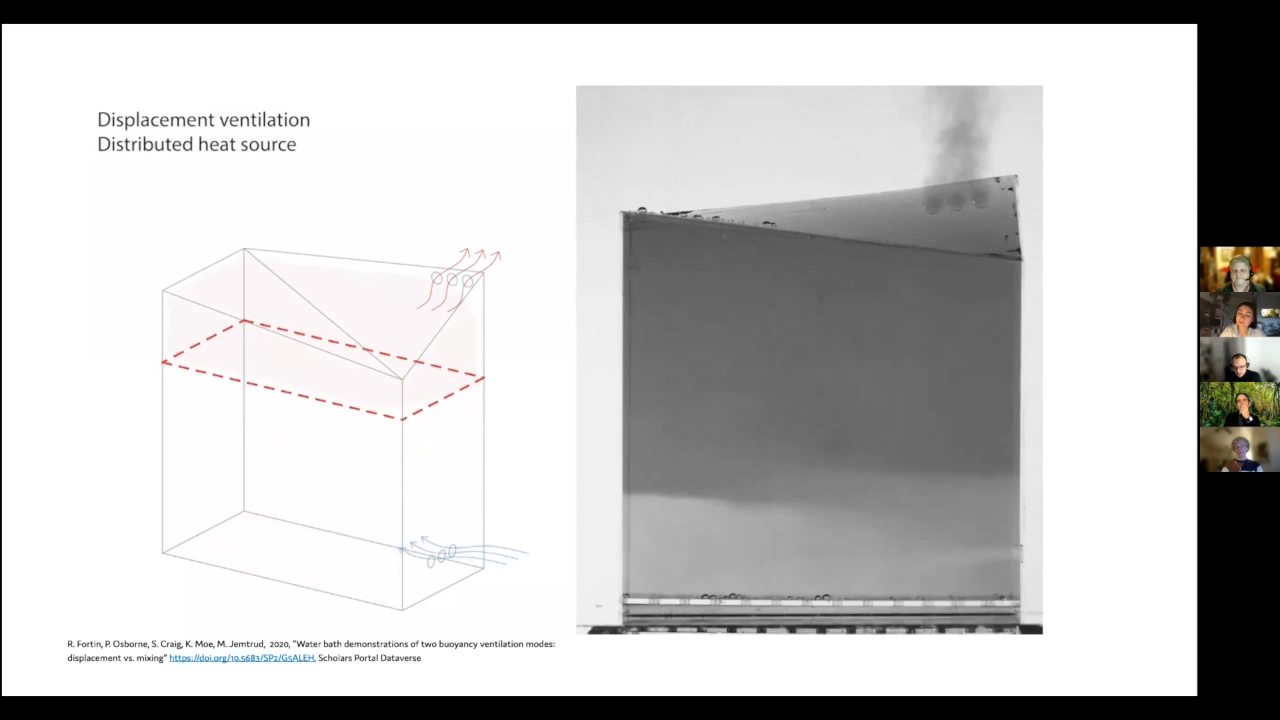 Displacement ventilation
Distributed heat source
R. Fortin, P. Osborne, S. Craig, K. Moe, M. Jemtrud, 2020, "Water bath demonstrations of two buoyancy ventilation modes:
displacement vs. mixing" https://doi.org/10.5683/SP2/G5ALEH, Scholars Portal Dataverse